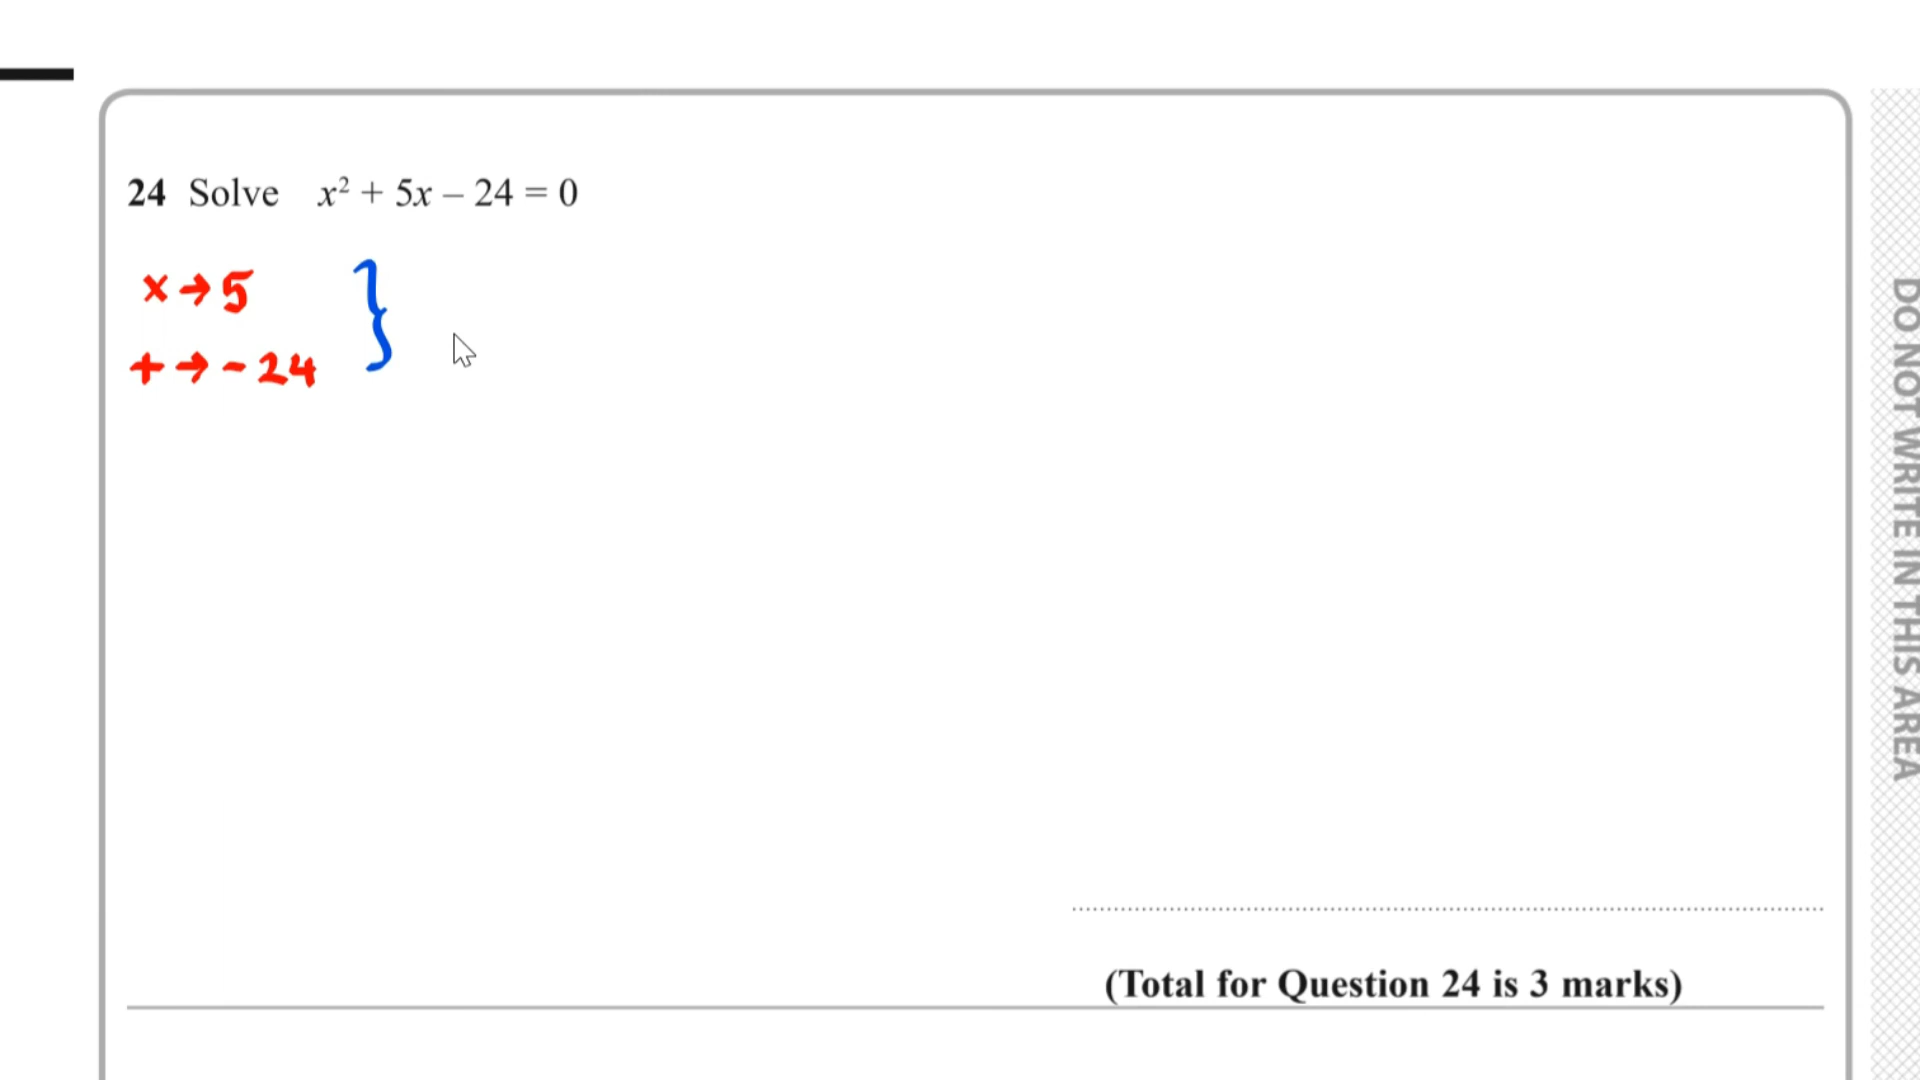 24 Solve x² + 5x – 24 = 0
x → 5 }
+ → - 24
(Total for Question 24 is 3 marks)
DO NOT WRITE IN THIS AREA